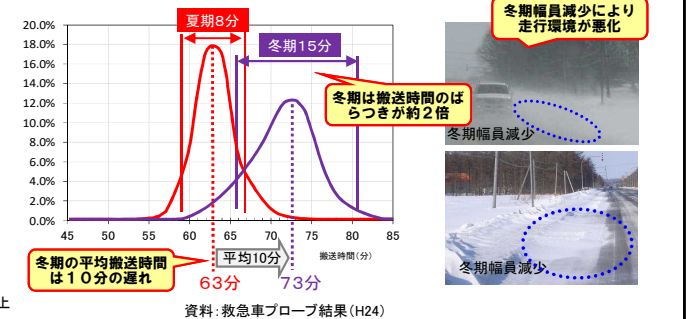 夏期8分
冬期15分
20.0%
18.0%
16.0%
14.0%
12.0%
10.0%
8.0%
6.0%
4.0%
2.0%
0.0%
45 50 55 60 65 70 75 80 85
搬送時間(分)
冬期は搬送時間のば
らつきが約2倍
冬期の平均搬送時間
は10分の遅れ
平均10分
63分
73分
上
資料:救急車プローブ結果(H24)
冬期幅員減少により
走行環境が悪化
冬期幅員減少
冬期幅員減少